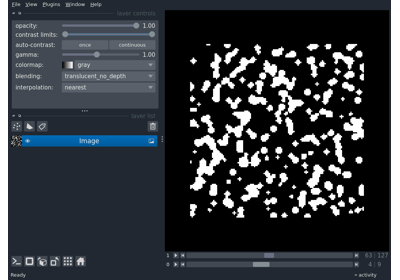 File View Plugins Window Help
layer controls
opacity: 1.00
contrast limits:
auto-contrast: once continuous
gamma: 1.00
colormap: gray
blending: translucent_no_depth
interpolation: nearest
layer list
Image
1 63 127
0 4 9
Ready activity